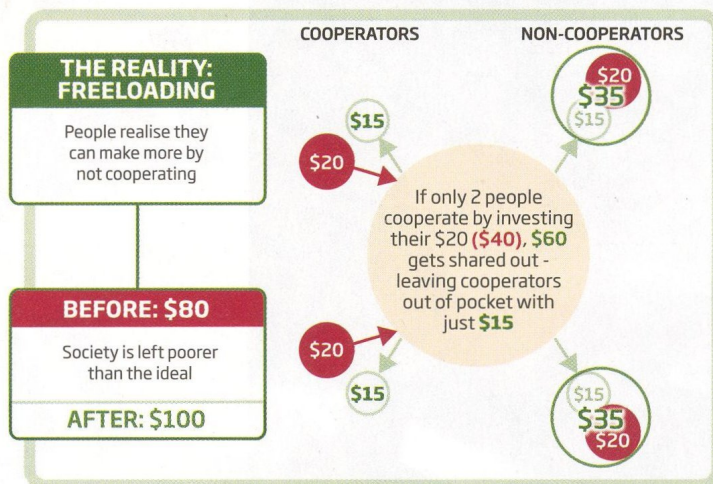 COOPERATORS
NON-COOPERATORS
THE REALITY:
FREELOADING
People realise they
can make more by
not cooperating
BEFORE: $80
Society is left poorer
than the ideal
AFTER: $100
$15
$20
$20
$35
$15
If only 2 people
cooperate by investing
their $20 ($40), $60
gets shared out -
leaving cooperators
out of pocket with
just $15
$20
$15
$15
$35
$20